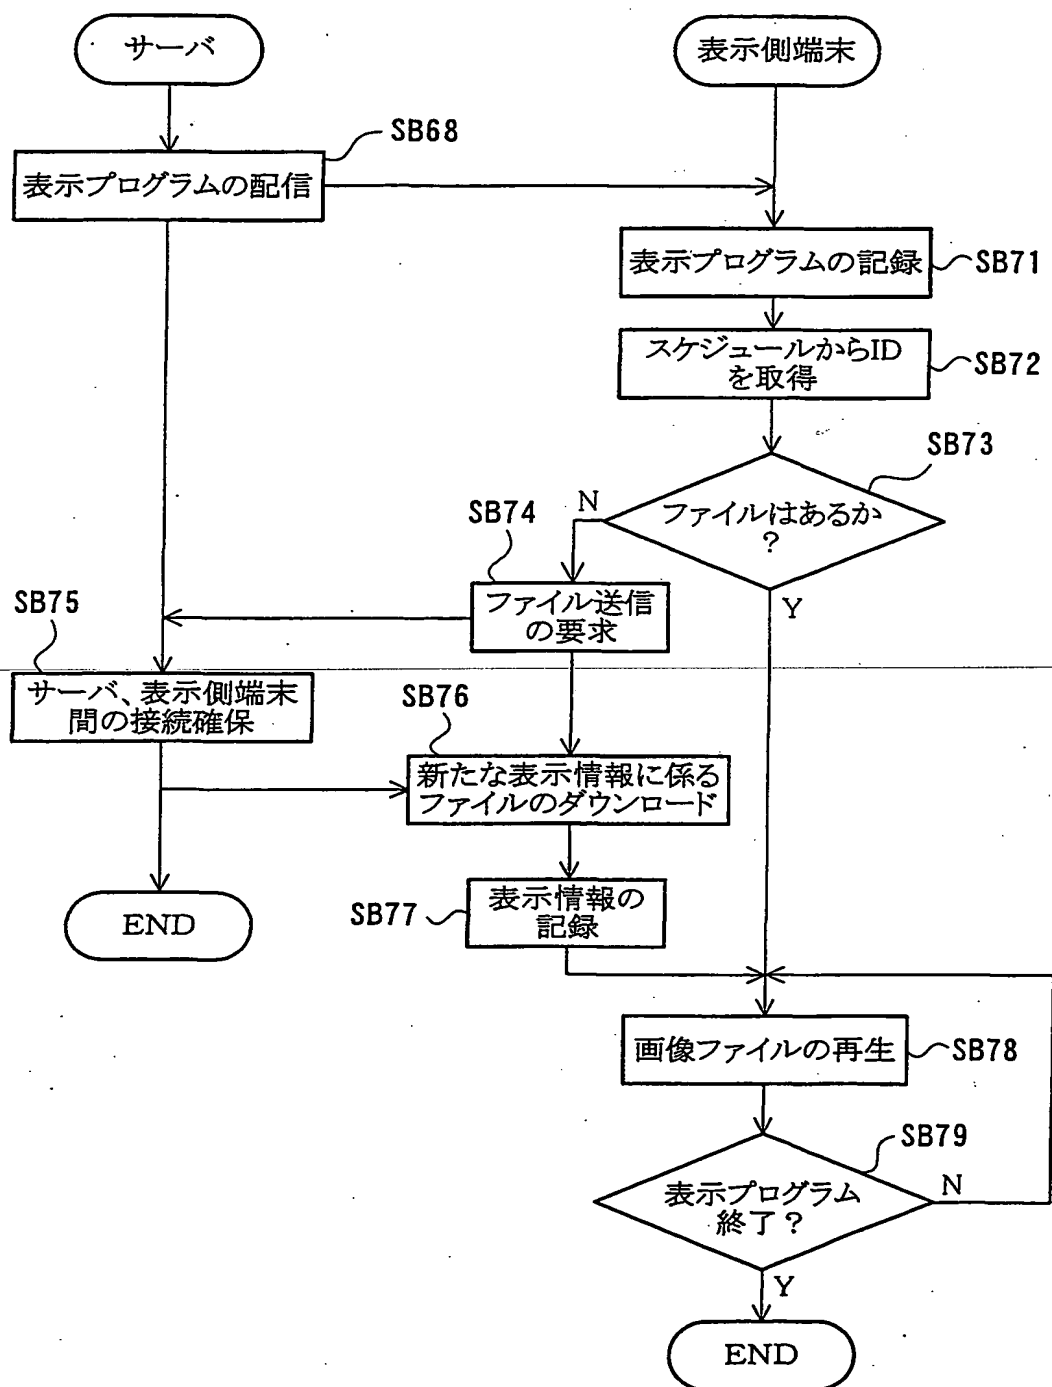 サーバ
表示側端末
SB68
表示プログラムの配信
表示プログラムの記録
SB71
スケジュールからID
を取得
SB72
SB73
ファイルはあるか
?
N
Y
SB74
ファイル送信
の要求
SB75
サーバ、表示側端末
間の接続確保
SB76
新たな表示情報に係る
ファイルのダウンロード
END
SB77
表示情報の
記録
画像ファイルの再生
SB78
SB79
表示プログラム
終了?
N
Y
END